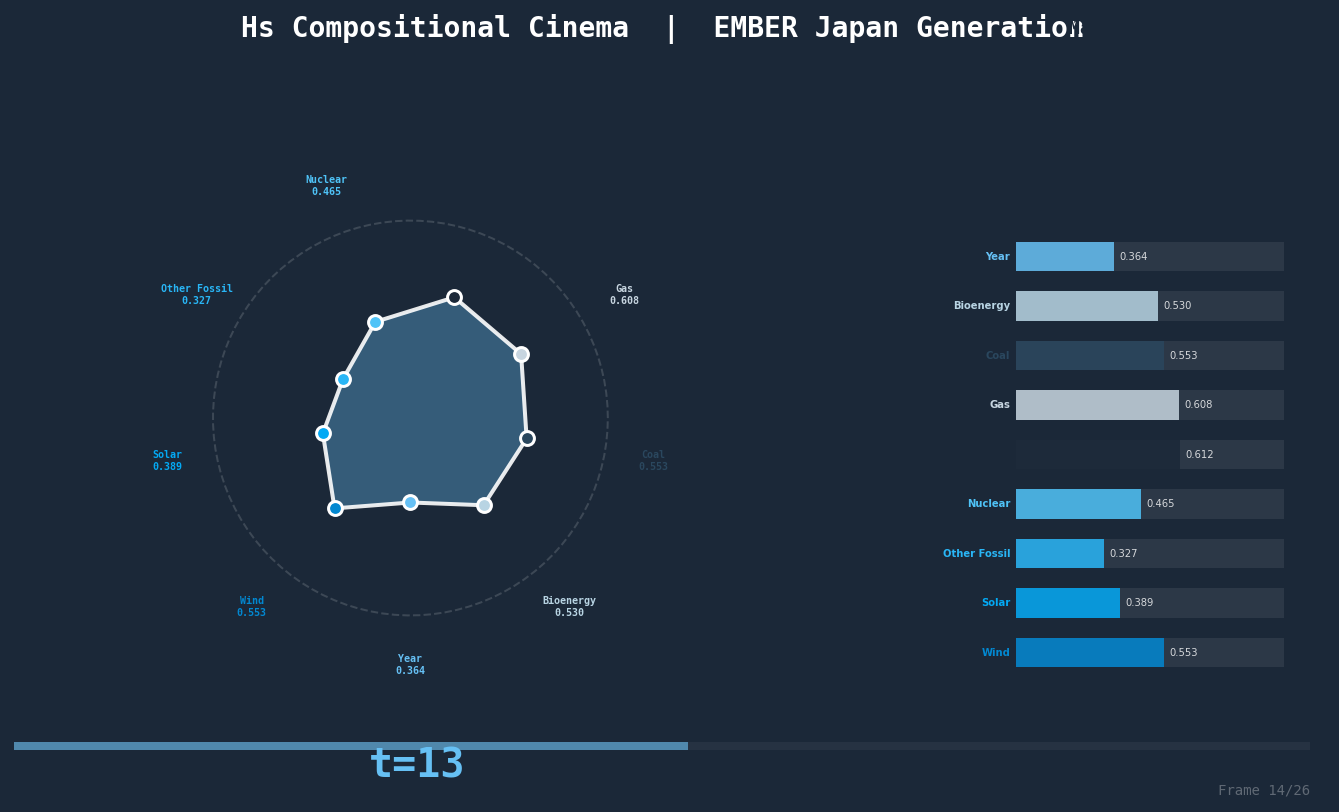 Hs Compositional Cinema | EMBER Japan Generation
Nuclear
0.465
Other Fossil
0.327
Gas
0.608
Solar
0.389
Coal
0.553
Wind
0.553
Bioenergy
0.530
Year
0.364
Year 0.364
Bioenergy 0.530
Coal 0.553
Gas 0.608
0.612
Nuclear 0.465
Other Fossil 0.327
Solar 0.389
Wind 0.553
t=13
Frame 14/26